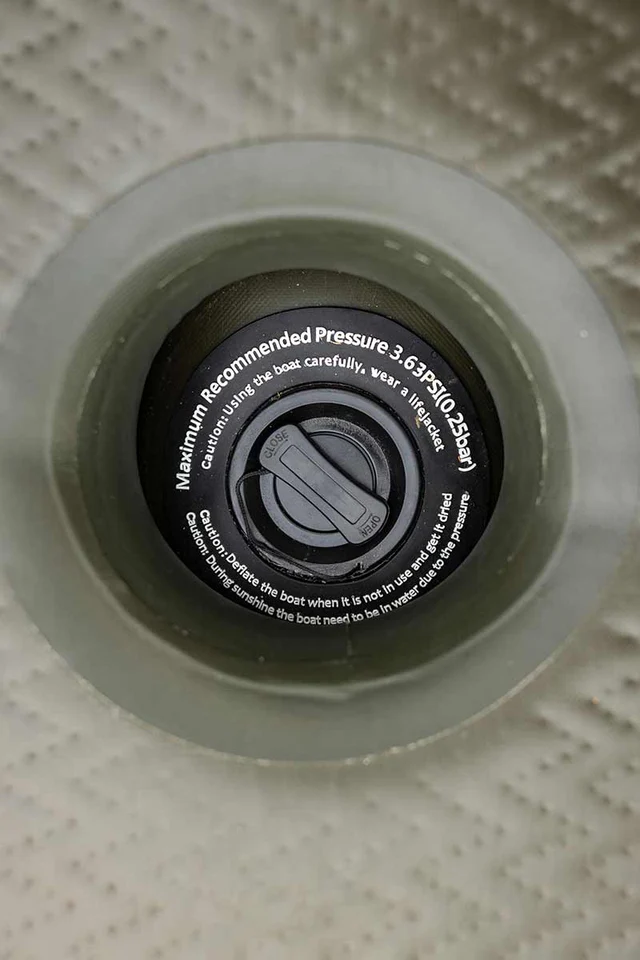 Maximum Recommended Pressure 3.63PSI(0.25bar)
Caution: Using the boat carefully, wear a lifejacket
CLOSE
OPEN
Caution: Deflate the boat when it is not in use and get it dried
Caution: During sunshine the boat need to be in water due to the pressure